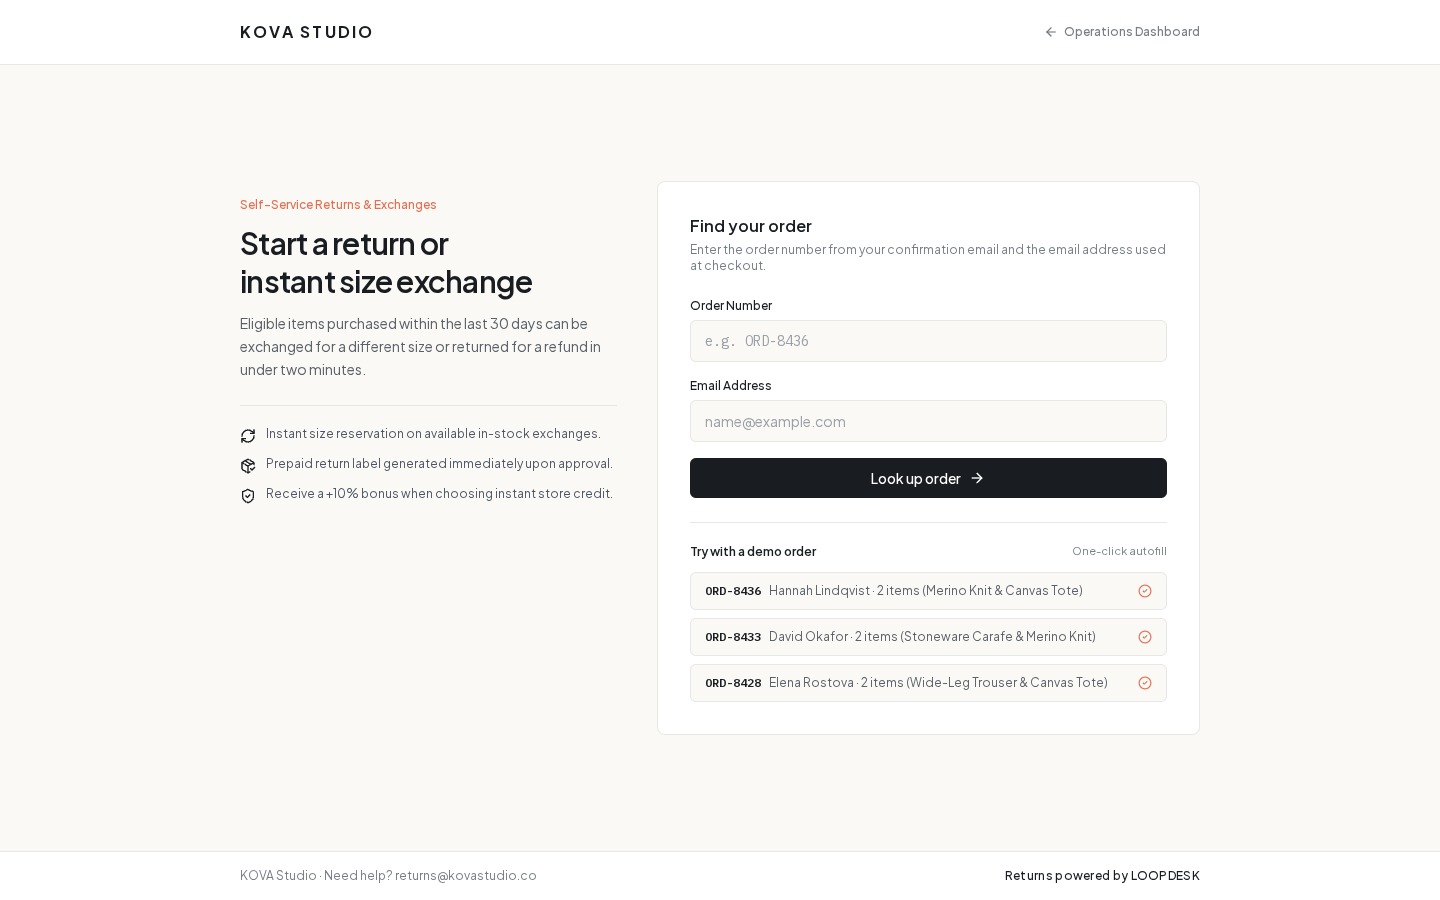 KOVA STUDIO
Operations Dashboard
Self-Service Returns & Exchanges
Start a return or
instant size exchange
Eligible items purchased within the last 30 days can be
exchanged for a different size or returned for a refund in
under two minutes.
Instant size reservation on available in-stock exchanges.
Prepaid return label generated immediately upon approval.
Receive a +10% bonus when choosing instant store credit.
Find your order
Enter the order number from your confirmation email and the email address used
at checkout.
Order Number
e.g. ORD-8436
Email Address
name@example.com
Look up order
Try with a demo order
One-click autofill
ORD-8436 Hannah Lindqvist · 2 items (Merino Knit & Canvas Tote)
ORD-8433 David Okafor · 2 items (Stoneware Carafe & Merino Knit)
ORD-8428 Elena Rostova · 2 items (Wide-Leg Trouser & Canvas Tote)
KOVA Studio · Need help? returns@kovastudio.co
Returns powered by LOOPDESK